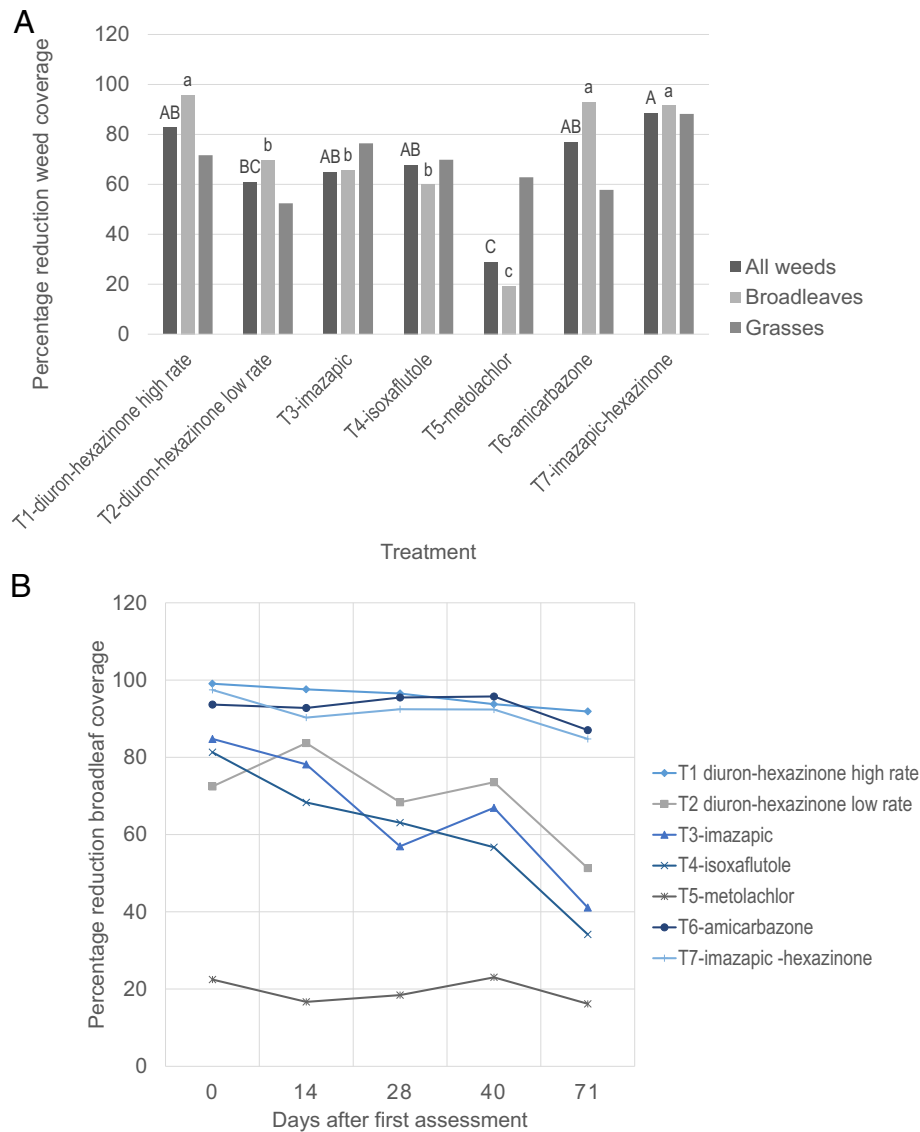 A
120
100
80
60
40
20
0
Percentage reduction weed coverage
AB
a
BC
b
AB
b
AB
b
C
c
AB
a
A
a
All weeds
Broadleaves
Grasses
T1-diuron-hexazinone high rate
T2-diuron-hexazinone low rate
T3-imazapic
T4-isoxaflutole
T5-metolachlor
T6-amicarbazone
T7-imazapic-hexazinone
Treatment
B
120
100
80
60
40
20
0
Percentage reduction broadleaf coverage
0 14 28 40 71
Days after first assessment
T1 diuron-hexazinone high rate
T2 diuron-hexazinone low rate
T3-imazapic
T4-isoxaflutole
T5-metolachlor
T6-amicarbazone
T7-imazapic -hexazinone